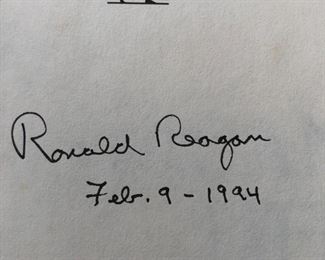 Ronald Reagan
Feb. 9 - 1994